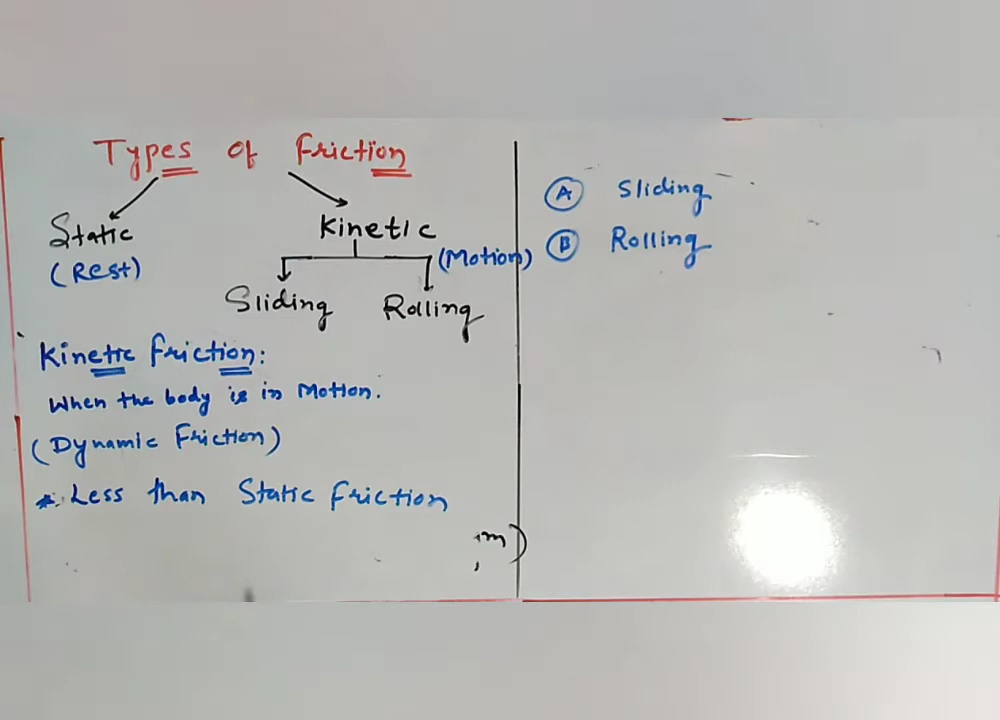 Types of friction
Static
Kinetic
(Rest)
(Motion)
Sliding
Rolling
Kinetic friction:
When the body is in Motion.
(Dynamic Friction)
* Less than Static friction
A Sliding
B Rolling